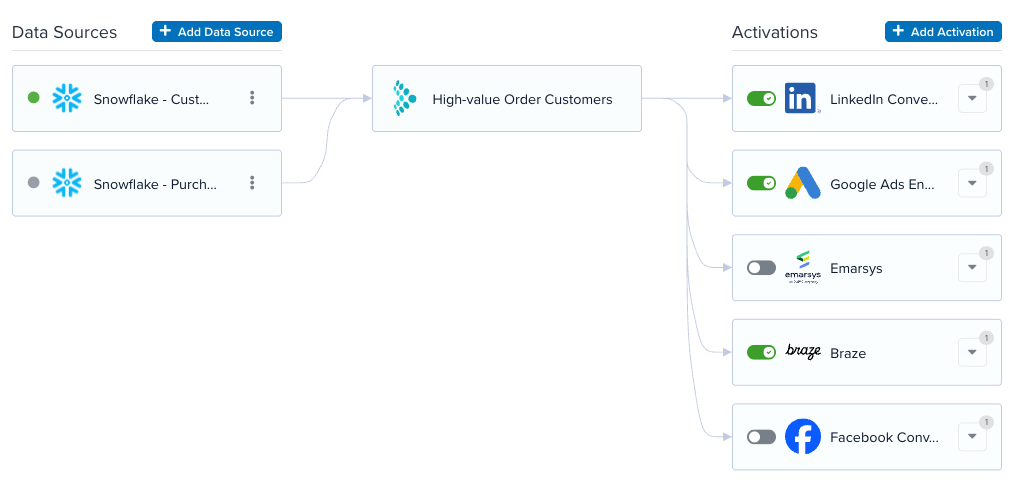 Data Sources
+ Add Data Source
Activations
+ Add Activation
Snowflake - Cust...
High-value Order Customers
in
LinkedIn Conve...
1
Snowflake - Purch...
Google Ads En...
1
emarsys
Emarsys
1
braze
Braze
1
Facebook Conv...
1